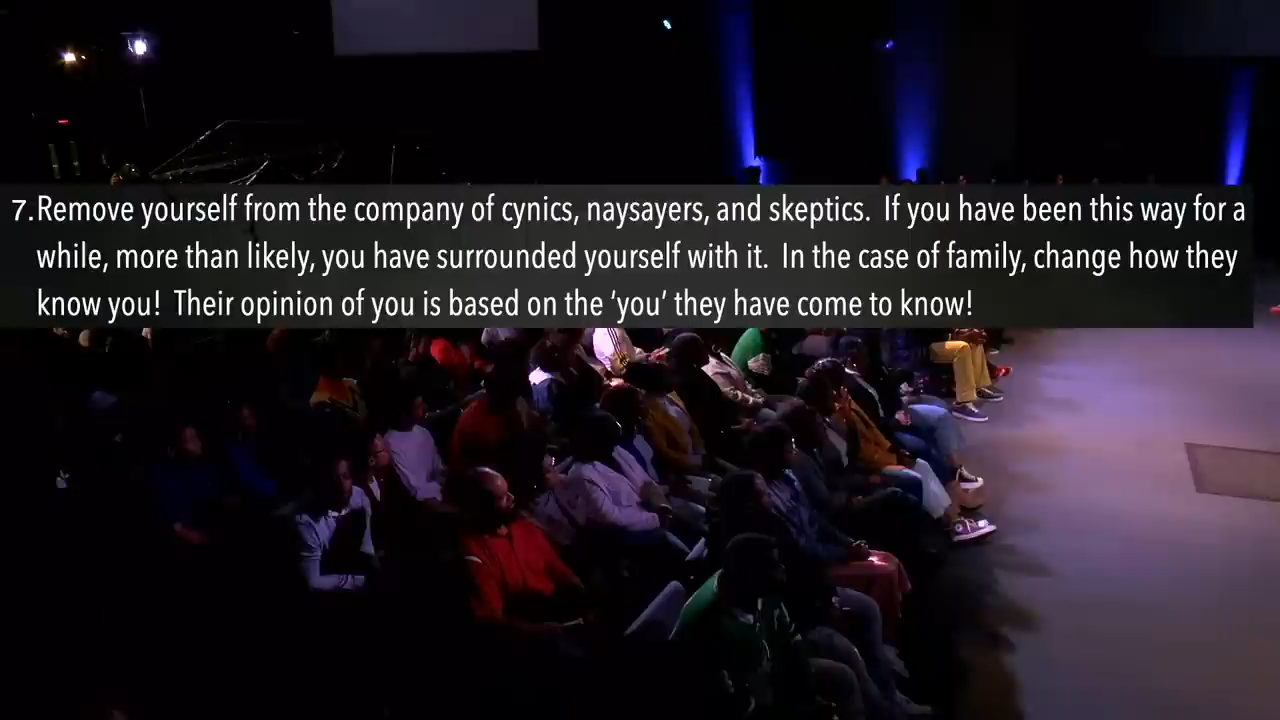 7. Remove yourself from the company of cynics, naysayers, and skeptics.  If you have been this way for a
while, more than likely, you have surrounded yourself with it.  In the case of family, change how they
know you!  Their opinion of you is based on the ‘you’ they have come to know!